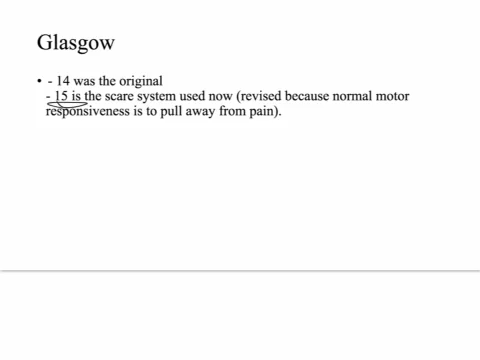 Glasgow
• - 14 was the original
- 15 is the scare system used now (revised because normal motor
responsiveness is to pull away from pain).